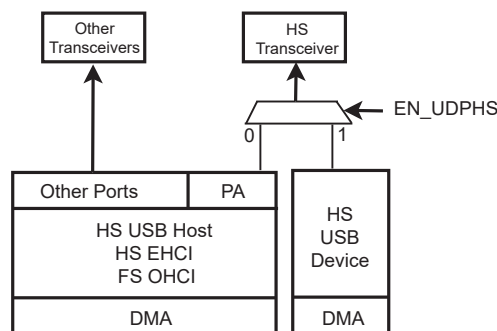 Other
Transceivers
HS
Transceiver
EN_UDPHS
0
1
Other Ports
PA
HS USB Host
HS EHCI
FS OHCI
DMA
HS
USB
Device
DMA